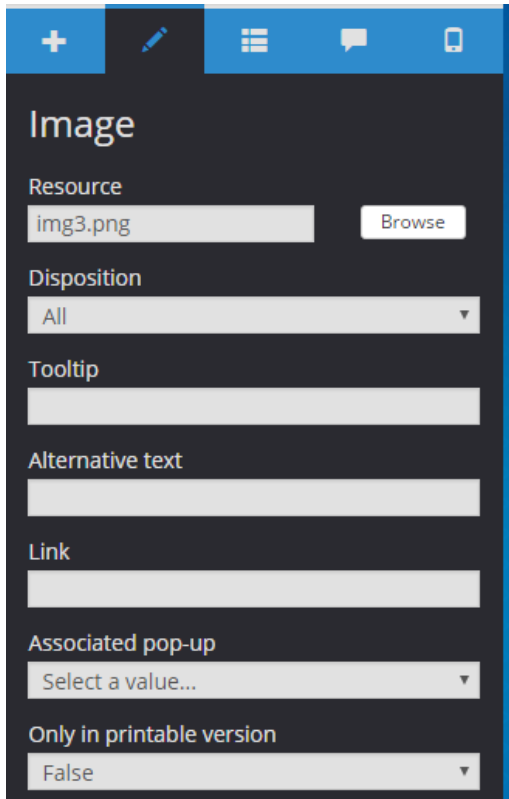 Image
Resource
img3.png
Browse
Disposition
All
Tooltip
Alternative text
Link
Associated pop-up
Select a value...
Only in printable version
False